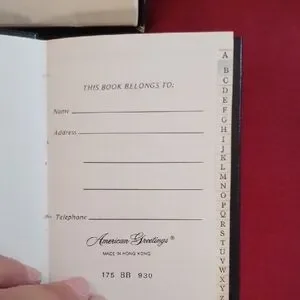 THIS BOOK BELONGS TO:
Name
Address
Telephone
American Greetings®
MADE IN HONG KONG
175 BB 930
A
B
C
D
E
F
G
H
I
J
K
L
M
N
O
P
Q
R
S
T
U
V
W
X
Y
Z